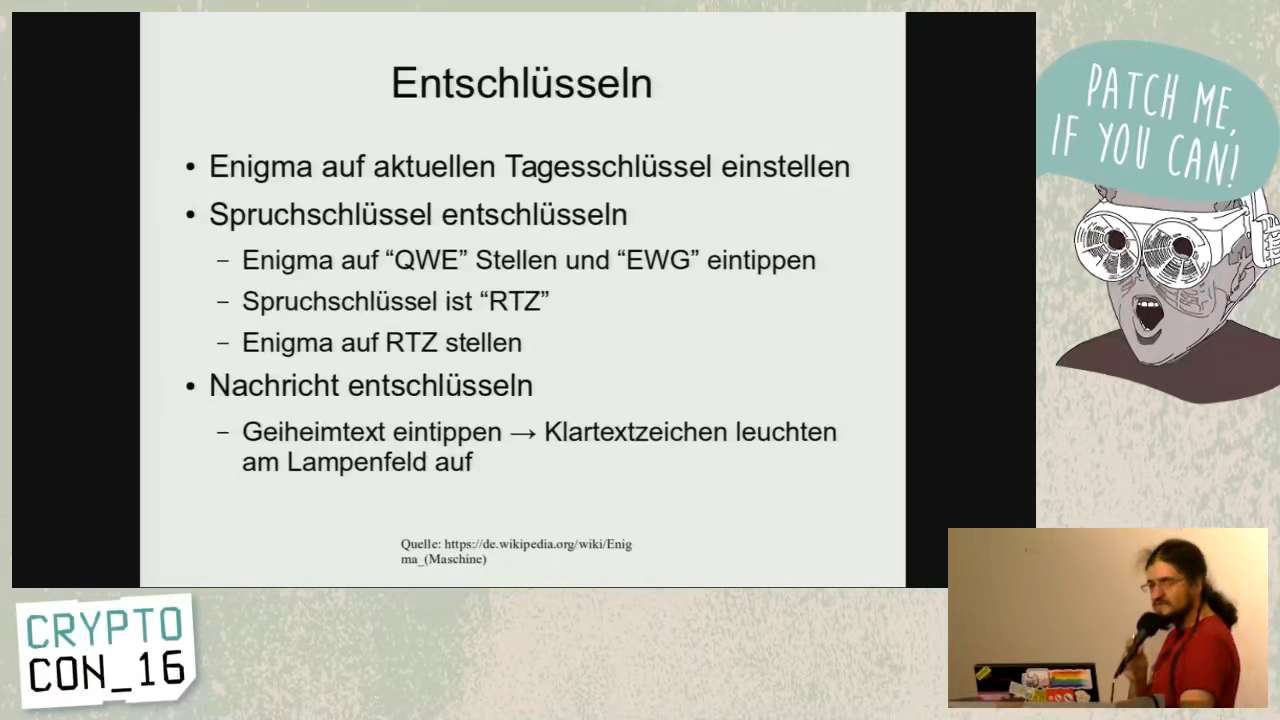 Entschlüsseln
• Enigma auf aktuellen Tagesschlüssel einstellen
• Spruchschlüssel entschlüsseln
– Enigma auf “QWE” Stellen und “EWG” eintippen
– Spruchschlüssel ist “RTZ”
– Enigma auf RTZ stellen
• Nachricht entschlüsseln
– Geiheimtext eintippen → Klartextzeichen leuchten
am Lampenfeld auf
Quelle: https://de.wikipedia.org/wiki/Enig
ma_(Maschine)
PATCH ME,
IF YOU CAN!
CRYPTO
CON_16